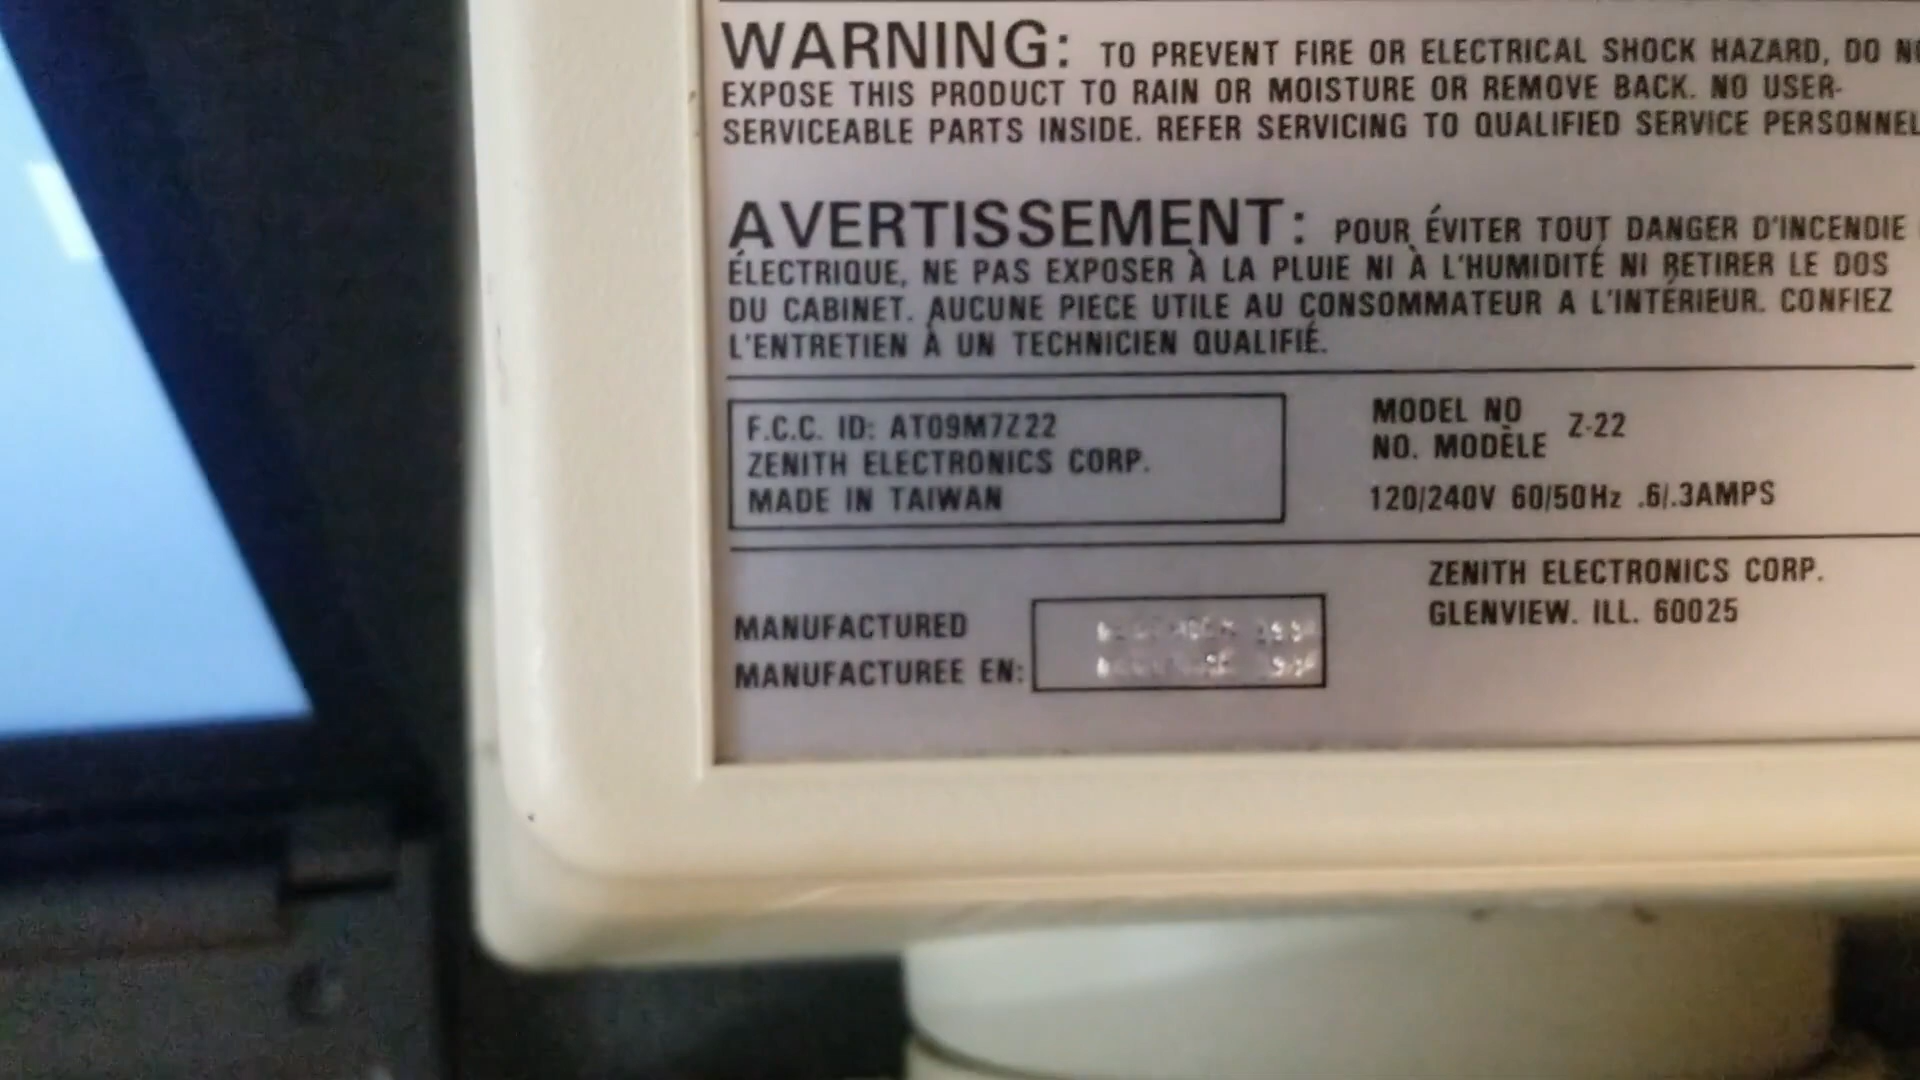 WARNING: TO PREVENT FIRE OR ELECTRICAL SHOCK HAZARD, DO
EXPOSE THIS PRODUCT TO RAIN OR MOISTURE OR REMOVE BACK. NO USER-
SERVICEABLE PARTS INSIDE. REFER SERVICING TO QUALIFIED SERVICE PERSONNEL
AVERTISSEMENT: POUR ÉVITER TOUT DANGER D'INCENDIE
ÉLECTRIQUE, NE PAS EXPOSER À LA PLUIE NI À L'HUMIDITÉ NI RETIRER LE DOS
DU CABINET. AUCUNE PIECE UTILE AU CONSOMMATEUR A L'INTÉRIEUR. CONFIEZ
L'ENTRETIEN À UN TECHNICIEN QUALIFIÉ.
F.C.C. ID: AT09M7Z22
ZENITH ELECTRONICS CORP.
MADE IN TAIWAN
MODEL NO
NO. MODÈLE Z-22
120/240V 60/50Hz .6/.3AMPS
MANUFACTURED
MANUFACTUREE EN:
ZENITH ELECTRONICS CORP.
GLENVIEW. ILL. 60025